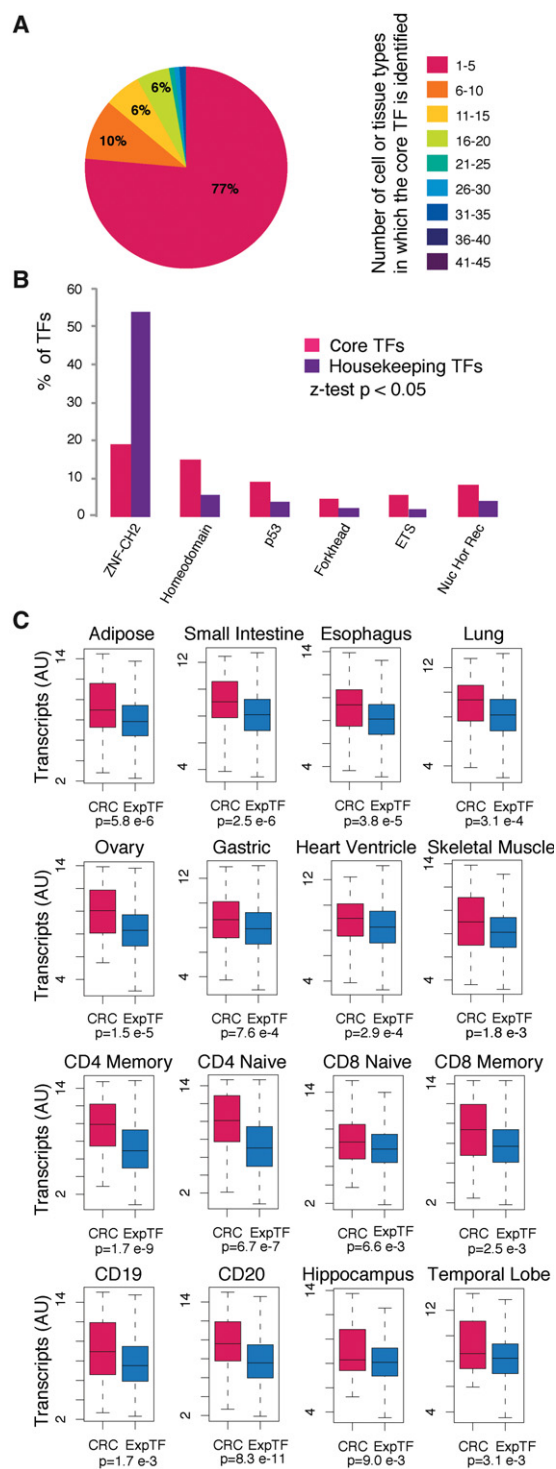 A
77%
10%
6%
6%
Number of cell or tissue types
in which the core TF is identified
1-5
6-10
11-15
16-20
21-25
26-30
31-35
36-40
41-45
B
% of TFs
60
50
40
30
20
10
0
Core TFs
Housekeeping TFs
z-test p < 0.05
ZNF-CH2
Homeodomain
p53
Forkhead
ETS
Nuc Hor Rec
C
Adipose
Small Intestine
Esophagus
Lung
Transcripts (AU)
14
2
12
4
14
4
12
4
CRC ExpTF
CRC ExpTF
CRC ExpTF
CRC ExpTF
p=5.8 e-6
p=2.5 e-6
p=3.8 e-5
p=3.1 e-4
Ovary
Gastric
Heart Ventricle
Skeletal Muscle
Transcripts (AU)
14
4
12
4
12
4
14
4
CRC ExpTF
CRC ExpTF
CRC ExpTF
CRC ExpTF
p=1.5 e-5
p=7.6 e-4
p=2.9 e-4
p=1.8 e-3
CD4 Memory
CD4 Naive
CD8 Naive
CD8 Memory
Transcripts (AU)
14
2
14
2
14
2
14
2
CRC ExpTF
CRC ExpTF
CRC ExpTF
CRC ExpTF
p=1.7 e-9
p=6.7 e-7
p=6.6 e-3
p=2.5 e-3
CD19
CD20
Hippocampus
Temporal Lobe
Transcripts (AU)
14
2
14
2
14
4
12
4
CRC ExpTF
CRC ExpTF
CRC ExpTF
CRC ExpTF
p=1.7 e-3
p=8.3 e-11
p=9.0 e-3
p=3.1 e-3